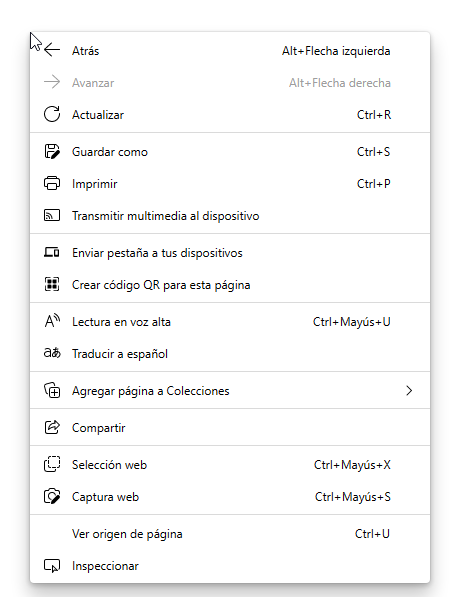 Atrás Alt+Flecha izquierda
Avanzar Alt+Flecha derecha
Actualizar Ctrl+R
Guardar como Ctrl+S
Imprimir Ctrl+P
Transmitir multimedia al dispositivo
Enviar pestaña a tus dispositivos
Crear código QR para esta página
Lectura en voz alta Ctrl+Mayús+U
Traducir a español
Agregar página a Colecciones
Compartir
Selección web Ctrl+Mayús+X
Captura web Ctrl+Mayús+S
Ver origen de página Ctrl+U
Inspeccionar